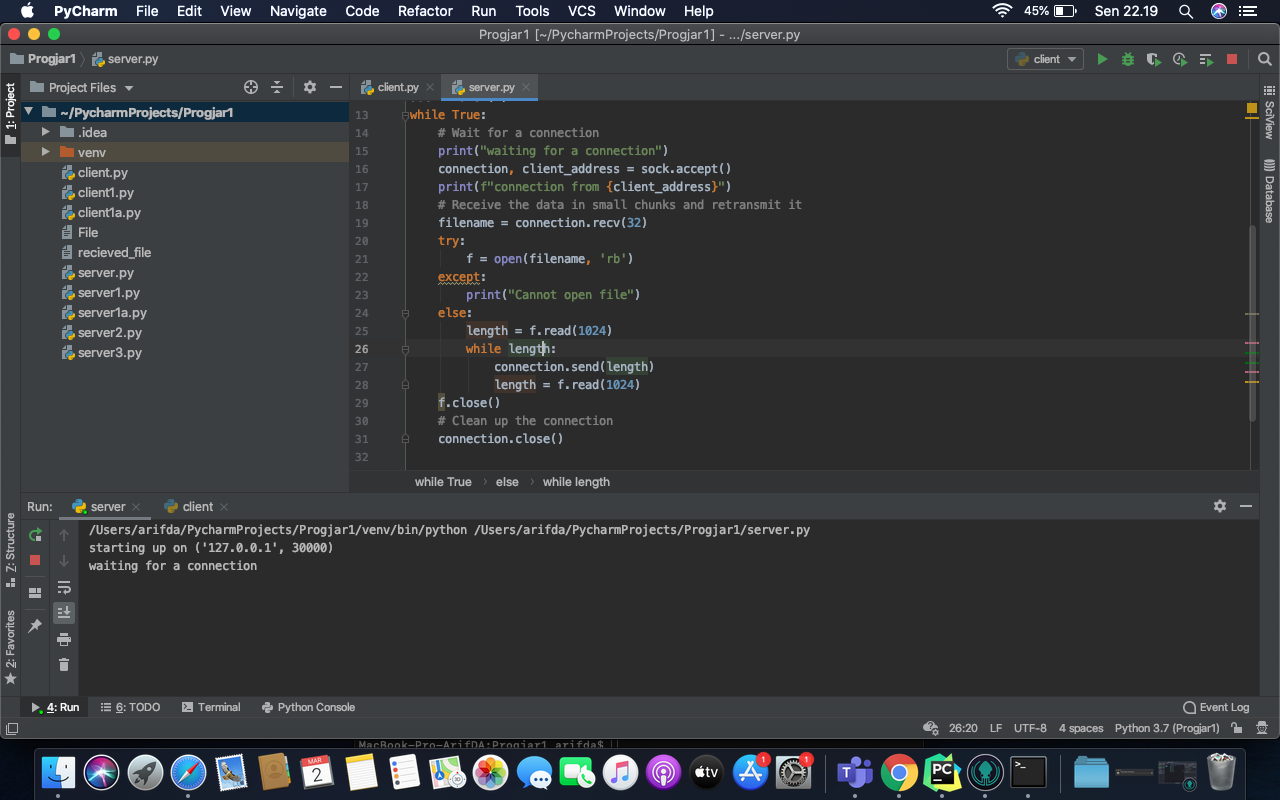 PyCharm File Edit View Navigate Code Refactor Run Tools VCS Window Help 45% Sen 22.19
Progjar1 [~/PycharmProjects/Progjar1] - .../server.py
Progjar1 server.py client
1: Project
Project Files
~/PycharmProjects/Progjar1
.idea
venv
client.py
client1.py
client1a.py
File
recieved_file
server.py
server1.py
server1a.py
server2.py
server3.py
client.py server.py
13 while True:
14 # Wait for a connection
15 print("waiting for a connection")
16 connection, client_address = sock.accept()
17 print(f"connection from {client_address}")
18 # Receive the data in small chunks and retransmit it
19 filename = connection.recv(32)
20 try:
21 f = open(filename, 'rb')
22 except:
23 print("Cannot open file")
24 else:
25 length = f.read(1024)
26 while length:
27 connection.send(length)
28 length = f.read(1024)
29 f.close()
30 # Clean up the connection
31 connection.close()
32
while True else while length
SciView
Database
Run: server client
/Users/arifda/PycharmProjects/Progjar1/venv/bin/python /Users/arifda/PycharmProjects/Progjar1/server.py
starting up on ('127.0.0.1', 30000)
waiting for a connection
Z: Structure
2: Favorites
4: Run 6: TODO Terminal Python Console Event Log
26:20 LF UTF-8 4 spaces Python 3.7 (Progjar1)
MacBook-Pro-ArifDA:Progjar1 arifda$
MAR
2
tv
1
1
T
PC
>_